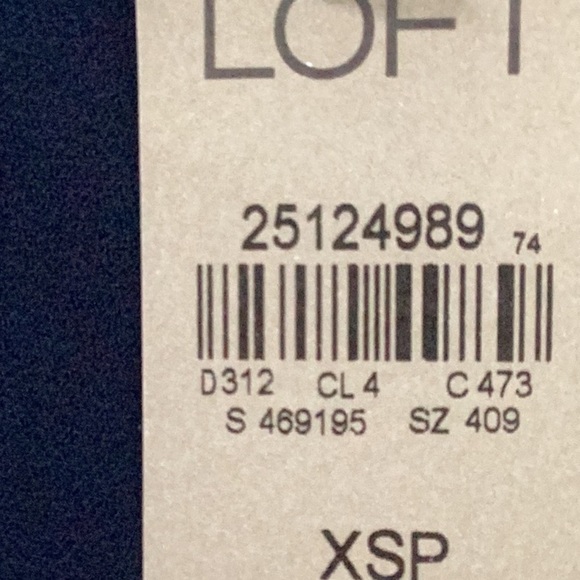 LOFT
25124989 74
D312 CL 4 C 473
S 469195 SZ 409
XSP